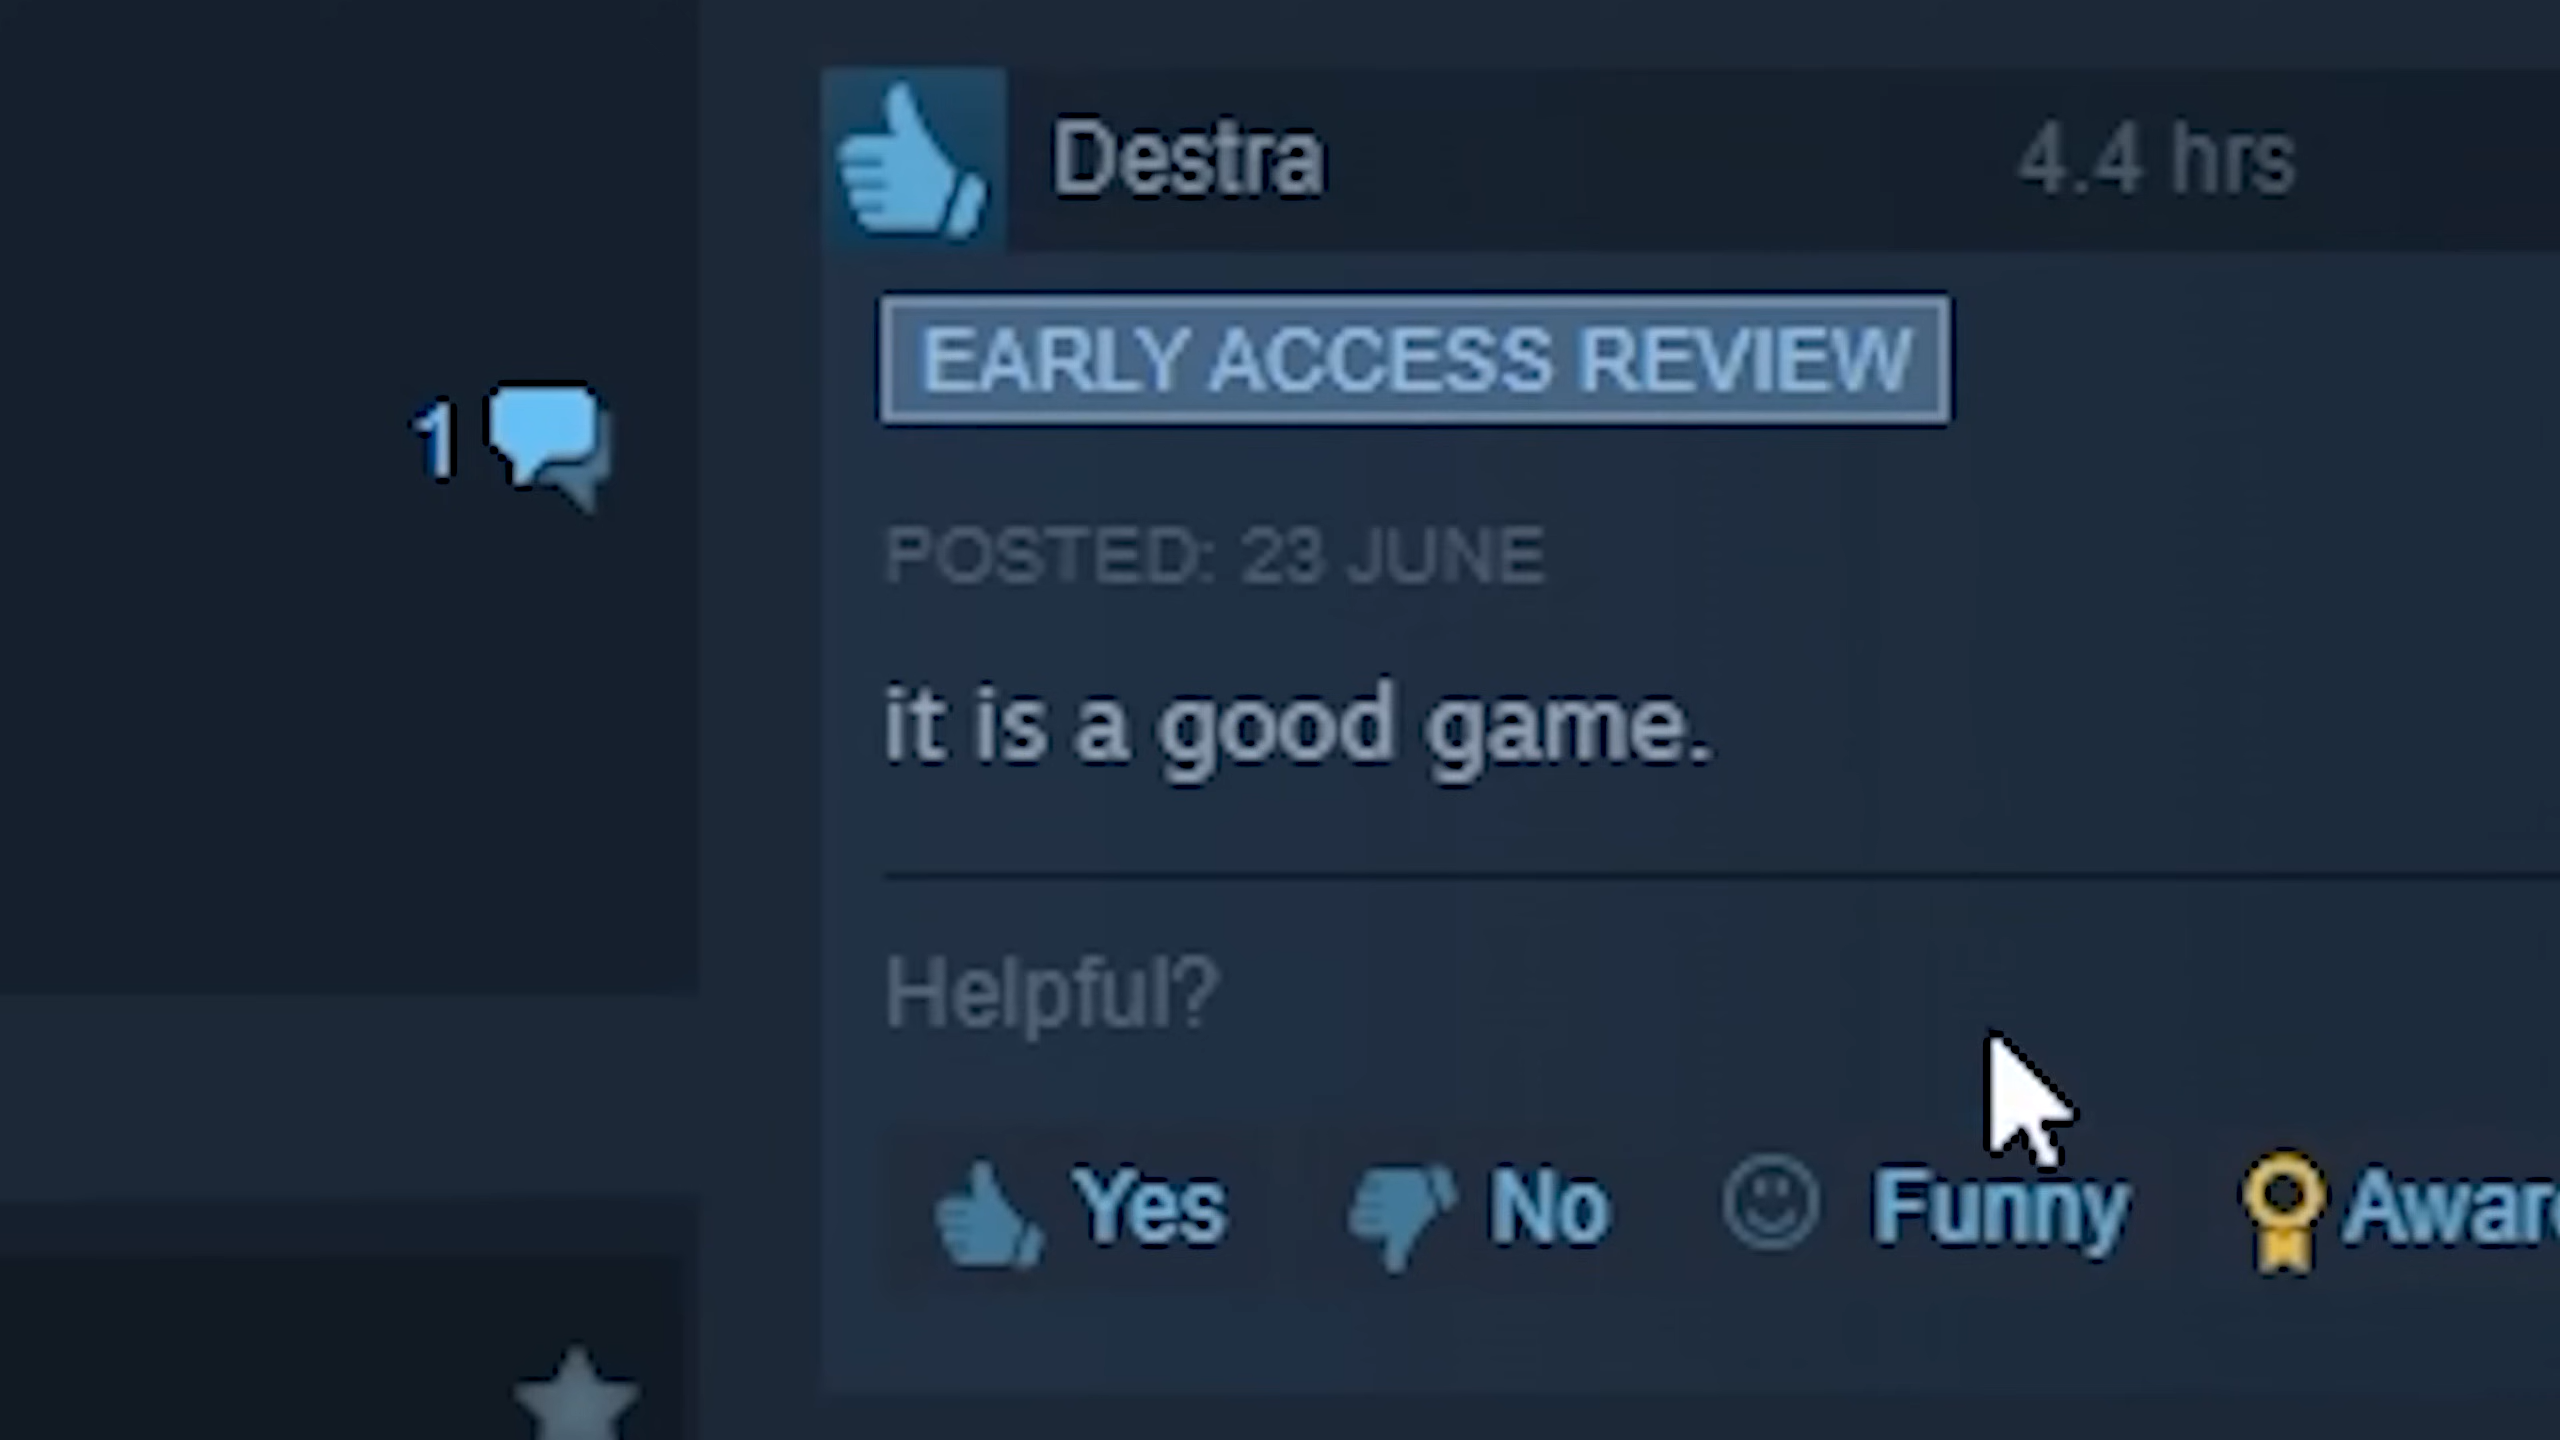 Destra 4.4 hrs
EARLY ACCESS REVIEW
1
POSTED: 23 JUNE
it is a good game.
Helpful?
Yes No Funny Awar